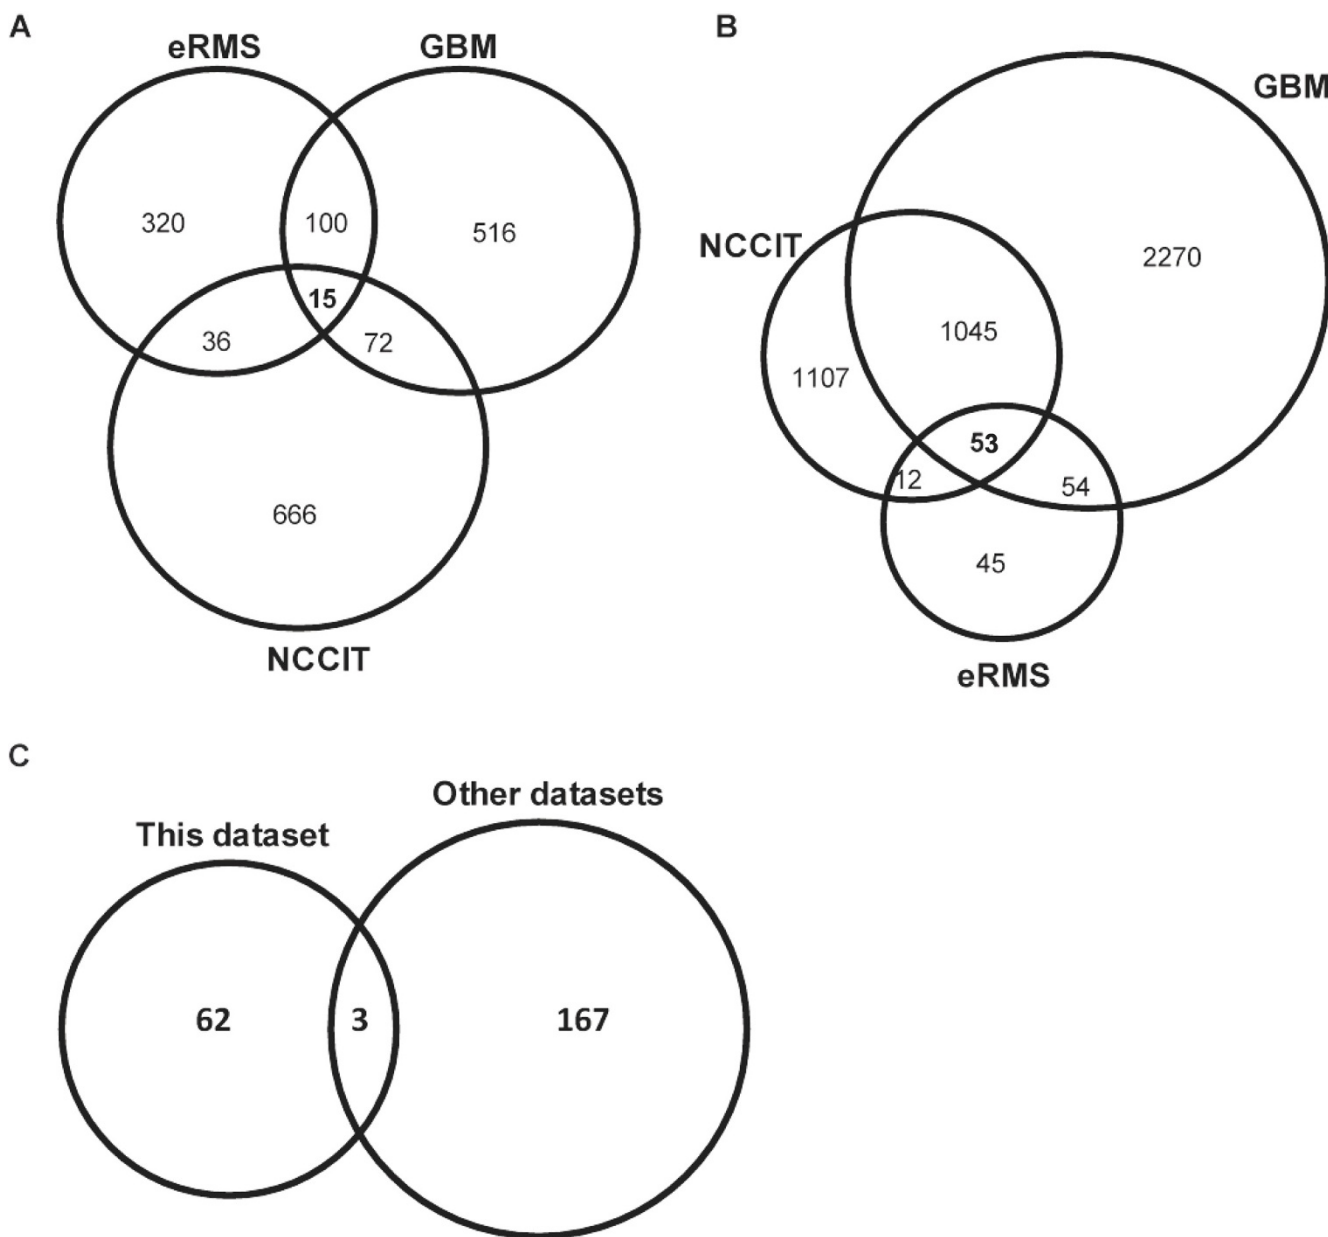 A
eRMS
GBM
320
100
516
15
36
72
666
NCCIT
B
GBM
NCCIT
2270
1045
1107
53
12
54
45
eRMS
C
Other datasets
This dataset
62
3
167